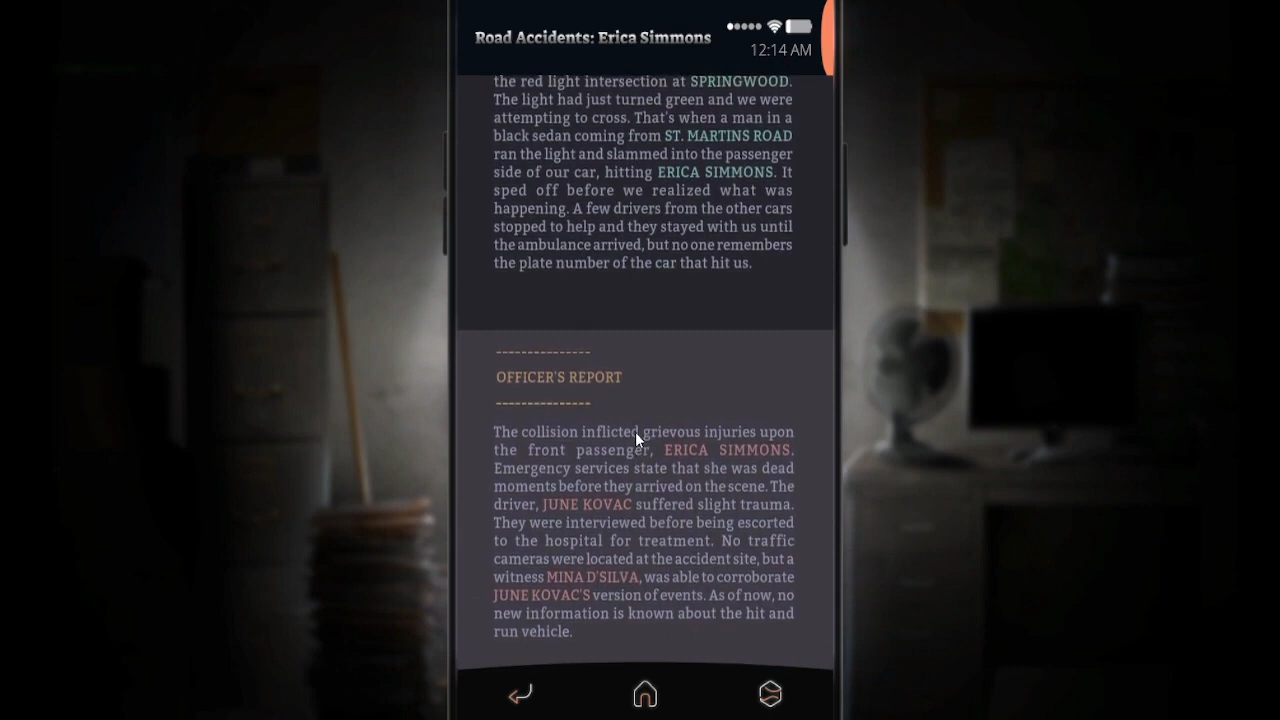 Road Accidents: Erica Simmons
12:14 AM
the red light intersection at SPRINGWOOD.
The light had just turned green and we were
attempting to cross. That's when a man in a
black sedan coming from ST. MARTINS ROAD
ran the light and slammed into the passenger
side of our car, hitting ERICA SIMMONS. It
sped off before we realized what was
happening. A few drivers from the other cars
stopped to help and they stayed with us until
the ambulance arrived, but no one remembers
the plate number of the car that hit us.
---------------
OFFICER'S REPORT
---------------
The collision inflicted grievous injuries upon
the front passenger, ERICA SIMMONS.
Emergency services state that she was dead
moments before they arrived on the scene. The
driver, JUNE KOVAC suffered slight trauma.
They were interviewed before being escorted
to the hospital for treatment. No traffic
cameras were located at the accident site, but a
witness MINA D'SILVA, was able to corroborate
JUNE KOVAC'S version of events. As of now, no
new information is known about the hit and
run vehicle.